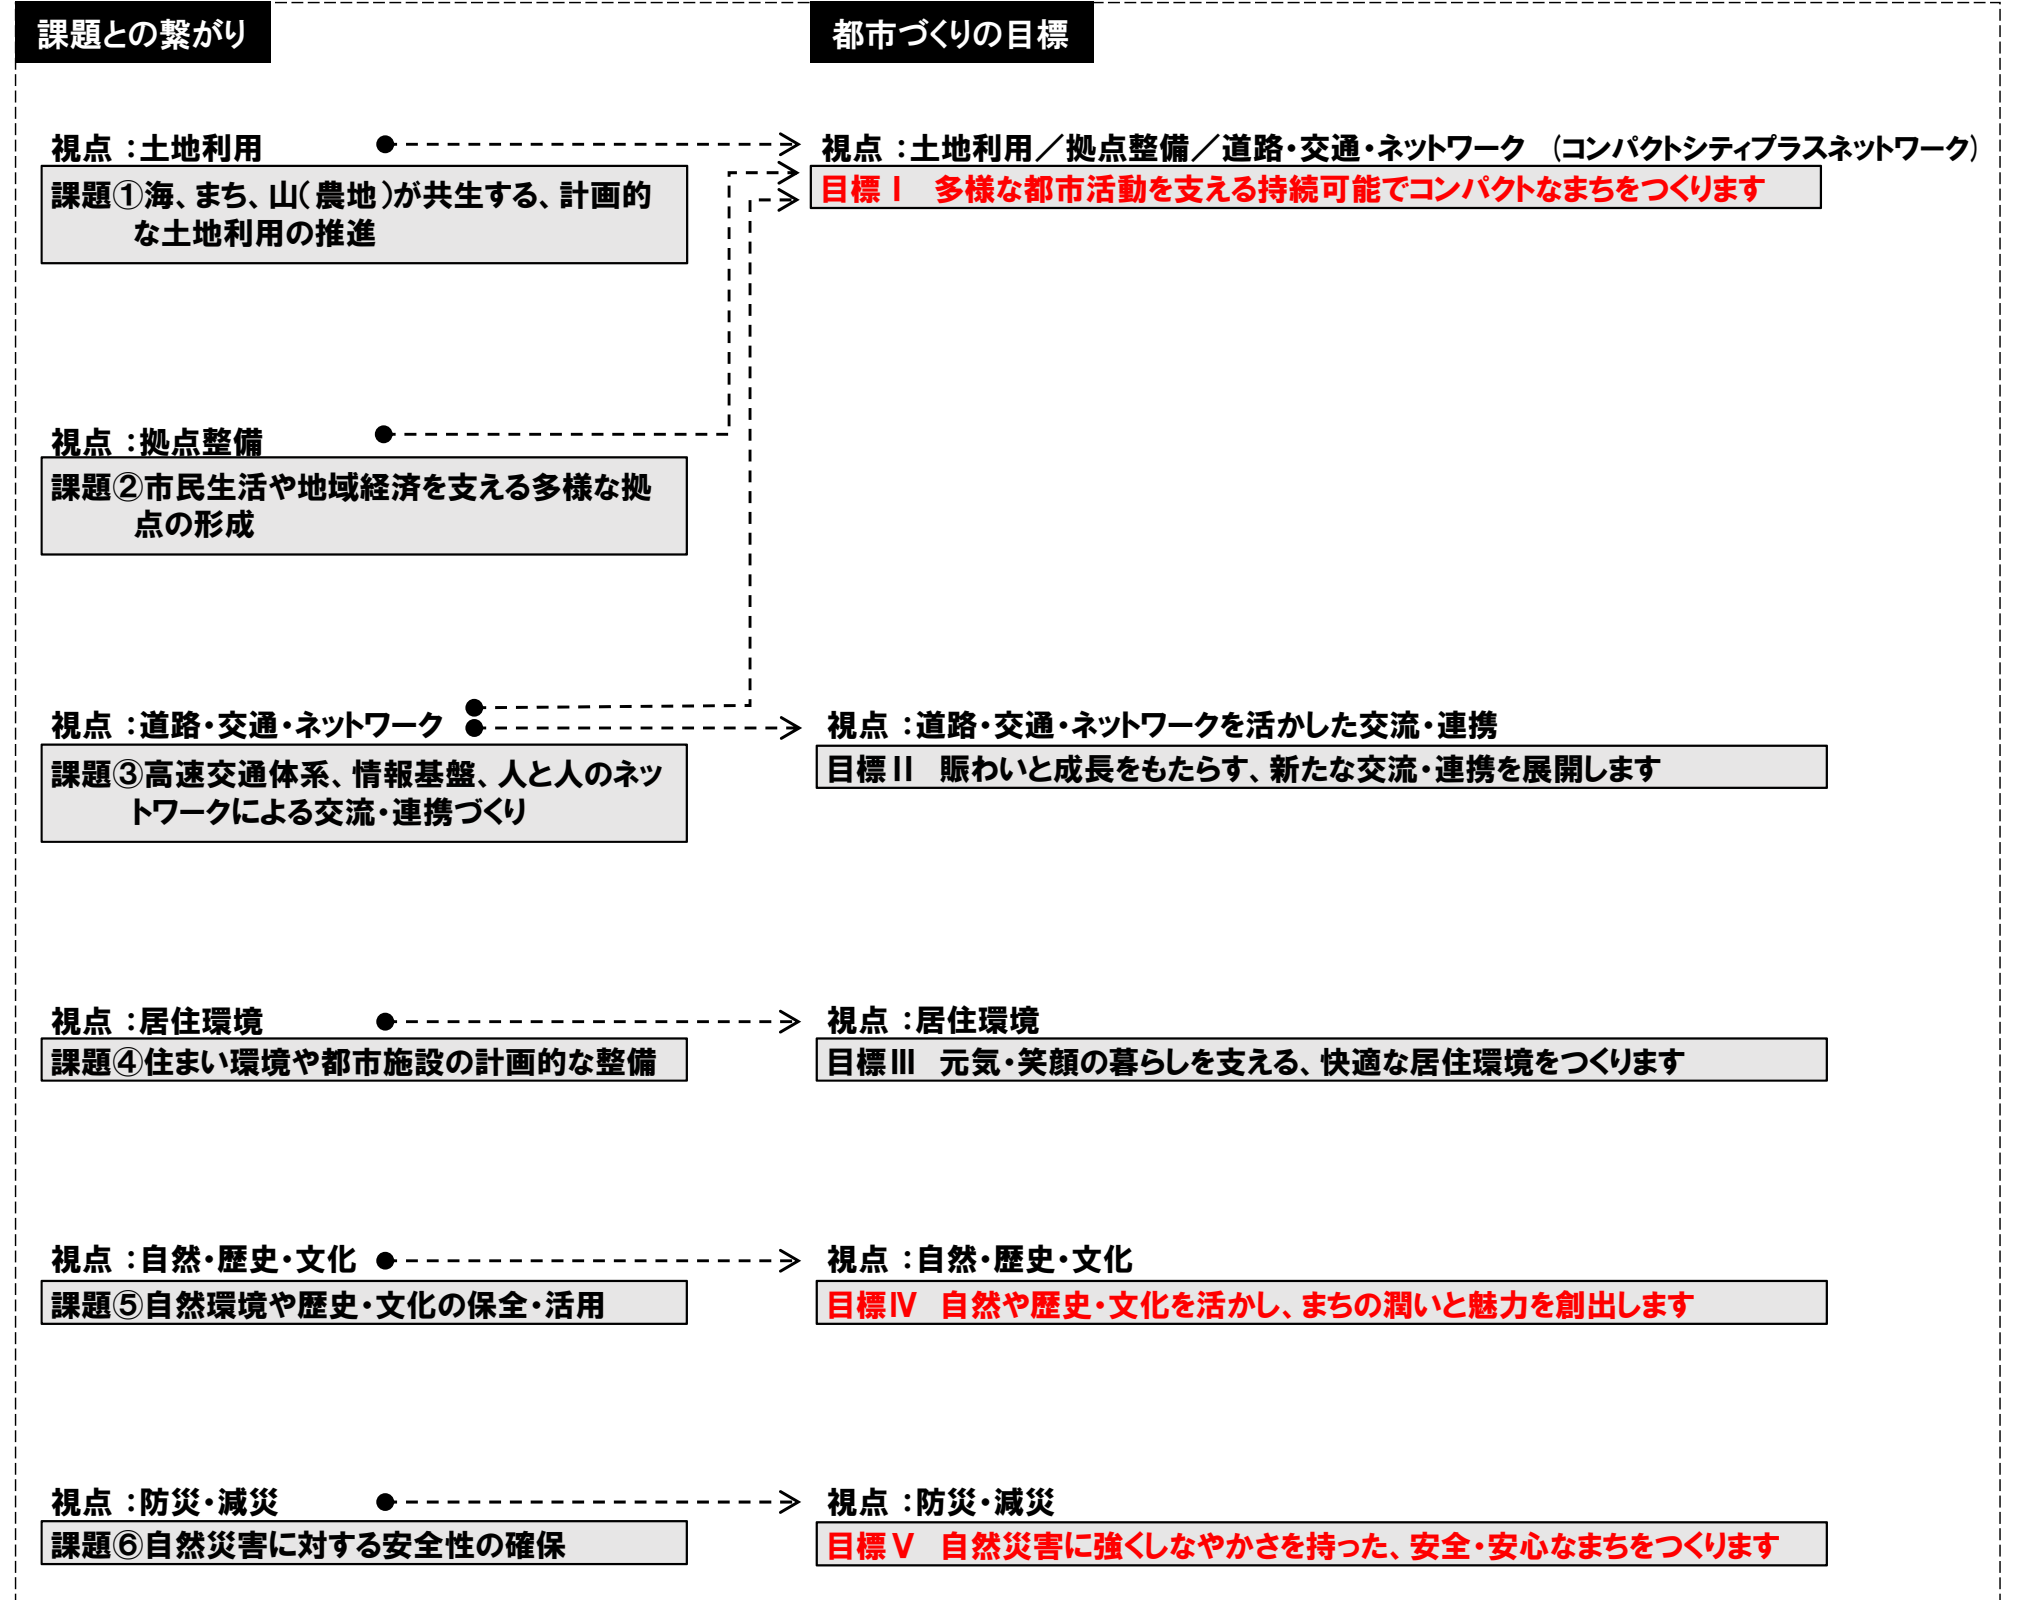 課題との繋がり
都市づくりの目標
視点：土地利用
課題①海、まち、山（農地）が共生する、計画的
な土地利用の推進
視点：土地利用／拠点整備／道路・交通・ネットワーク （コンパクトシティプラスネットワーク）
目標Ⅰ 多様な都市活動を支える持続可能でコンパクトなまちをつくります
視点：拠点整備
課題②市民生活や地域経済を支える多様な拠
点の形成
視点：道路・交通・ネットワーク
課題③高速交通体系、情報基盤、人と人のネッ
トワークによる交流・連携づくり
視点：道路・交通・ネットワークを活かした交流・連携
目標Ⅱ 賑わいと成長をもたらす、新たな交流・連携を展開します
視点：居住環境
課題④住まい環境や都市施設の計画的な整備
視点：居住環境
目標Ⅲ 元気・笑顔の暮らしを支える、快適な居住環境をつくります
視点：自然・歴史・文化
課題⑤自然環境や歴史・文化の保全・活用
視点：自然・歴史・文化
目標Ⅳ 自然や歴史・文化を活かし、まちの潤いと魅力を創出します
視点：防災・減災
課題⑥自然災害に対する安全性の確保
視点：防災・減災
目標Ⅴ 自然災害に強くしなやかさを持った、安全・安心なまちをつくります